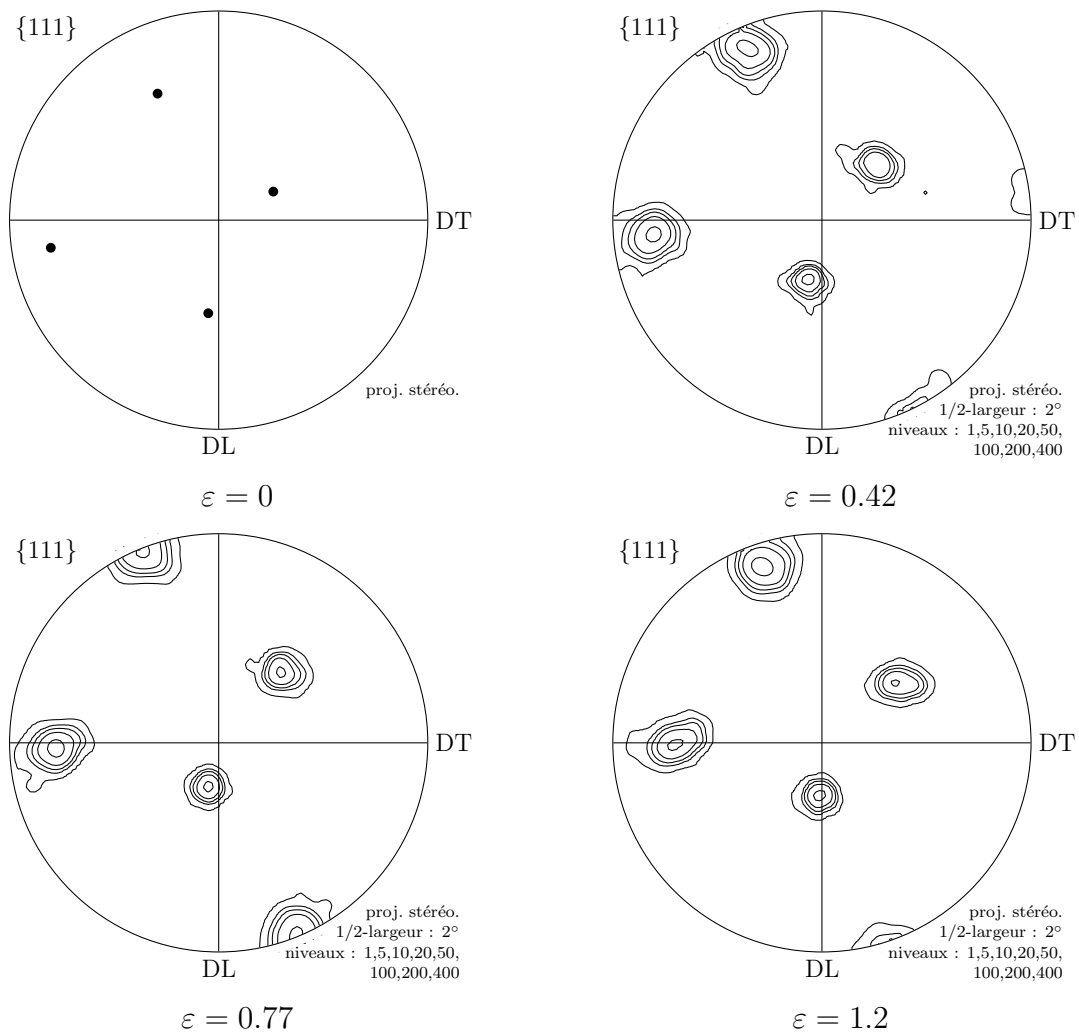 {111}
DT
proj. stéréo.
DL
ε = 0
{111}
DT
proj. stéréo.
1/2-largeur : 2°
niveaux : 1,5,10,20,50,
100,200,400
DL
ε = 0.42
{111}
DT
proj. stéréo.
1/2-largeur : 2°
niveaux : 1,5,10,20,50,
100,200,400
DL
ε = 0.77
{111}
DT
proj. stéréo.
1/2-largeur : 2°
niveaux : 1,5,10,20,50,
100,200,400
DL
ε = 1.2